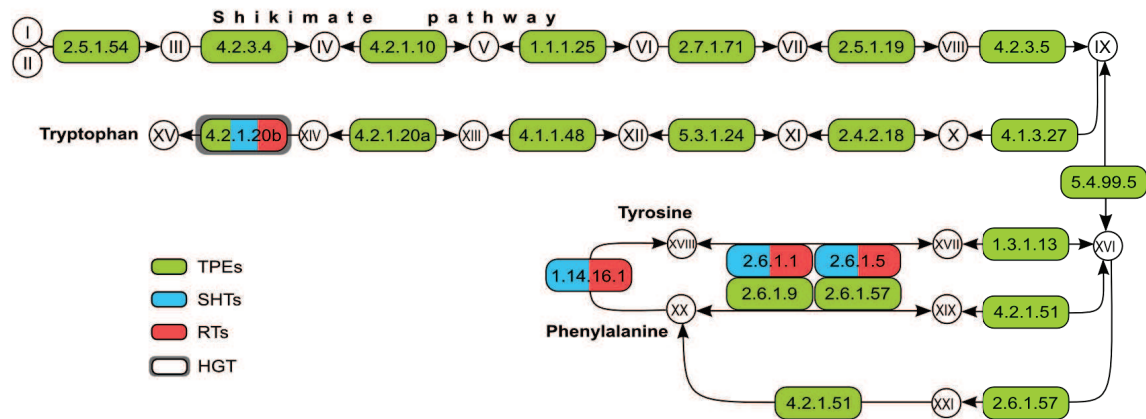 Shikimate pathway
I
II
2.5.1.54
III
4.2.3.4
IV
4.2.1.10
V
1.1.1.25
VI
2.7.1.71
VII
2.5.1.19
VIII
4.2.3.5
IX
Tryptophan
XV
4.2.1.20b
XIV
4.2.1.20a
XIII
4.1.1.48
XII
5.3.1.24
XI
2.4.2.18
X
4.1.3.27
5.4.99.5
Tyrosine
XVIII
XVII
1.3.1.13
XVI
2.6.1.1
2.6.1.5
1.14.16.1
2.6.1.9
2.6.1.57
XX
XIX
4.2.1.51
Phenylalanine
4.2.1.51
XXI
2.6.1.57
TPEs
SHTs
RTs
HGT